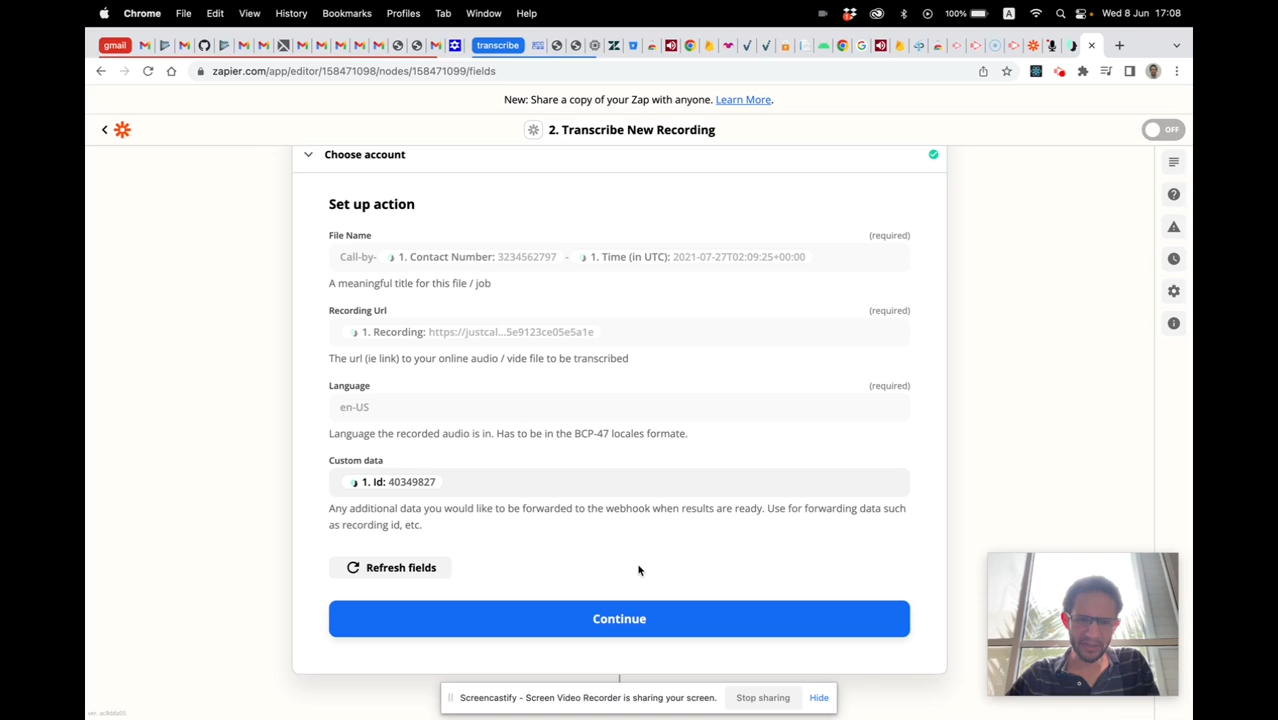 Chrome File Edit View History Bookmarks Profiles Tab Window Help 100% A Wed 8 Jun 17:08
gmail transcribe
zapier.com/app/editor/158471098/nodes/158471099/fields
New: Share a copy of your Zap with anyone. Learn More.
2. Transcribe New Recording OFF
Choose account
Set up action
File Name (required)
Call-by- 1. Contact Number: 3234562797 - 1. Time (in UTC): 2021-07-27T02:09:25+00:00
A meaningful title for this file / job
Recording Url (required)
1. Recording: https://justcal...5e9123ce05e5a1e
The url (ie link) to your online audio / vide file to be transcribed
Language (required)
en-US
Language the recorded audio is in. Has to be in the BCP-47 locales formate.
Custom data
1. Id: 40349827
Any additional data you would like to be forwarded to the webhook when results are ready. Use for forwarding data such
as recording id, etc.
Refresh fields
Continue
Screencastify - Screen Video Recorder is sharing your screen. Stop sharing Hide